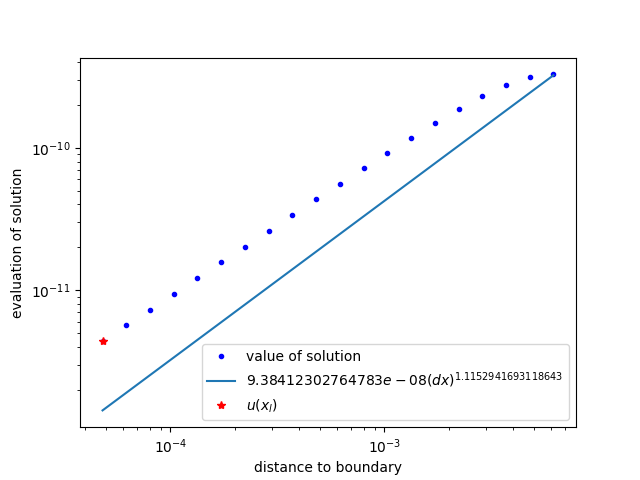 evaluation of solution
10⁻¹⁰
10⁻¹¹
10⁻⁴
10⁻³
distance to boundary
value of solution
9.38412302764783e − 08(dx)^1.1152941693118643
u(x_l)